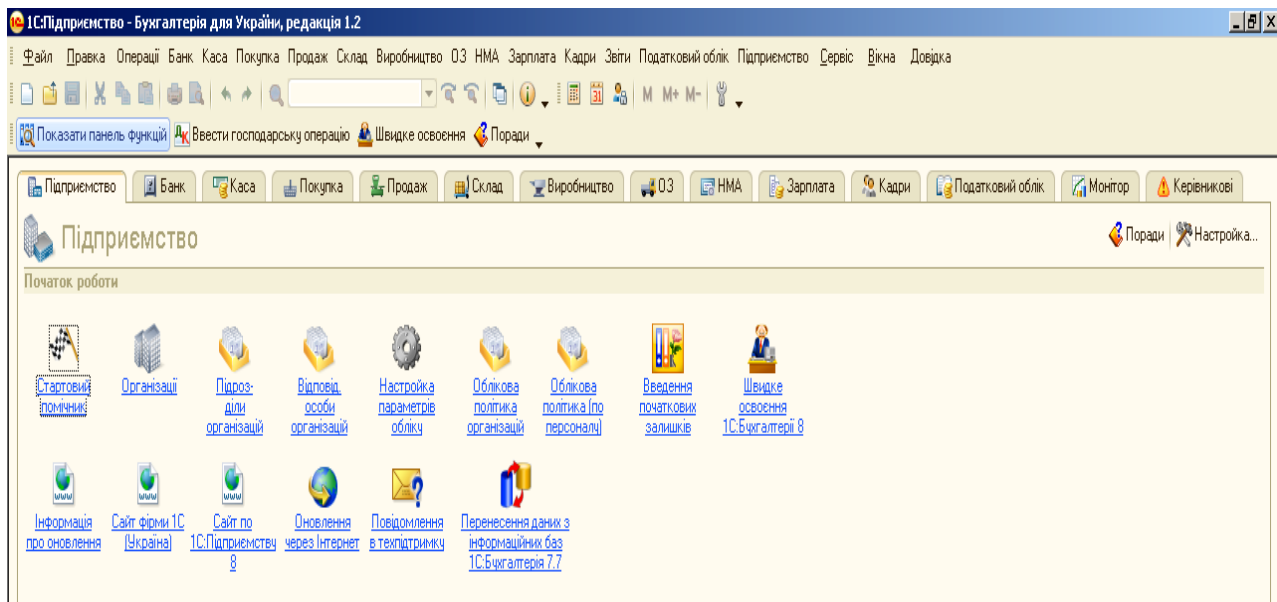 1С:Підприємство - Бухгалтерія для України, редакція 1.2
Файл Правка Операції Банк Каса Покупка Продаж Склад Виробництво ОЗ НМА Зарплата Кадри Звіти Податковий облік Підприємство Сервіс Вікна Довідка
M M+ M-
Показати панель функцій Ввести господарську операцію Швидке освоєння Поради
Підприємство Банк Каса Покупка Продаж Склад Виробництво ОЗ НМА Зарплата Кадри Податковий облік Монітор Керівникові
Підприємство Поради Настройка...
Початок роботи
Стартовий
помічник
Організації
Підроз-
діли
організацій
Відповід.
особи
організацій
Настройка
параметрів
обліку
Облікова
політика
організацій
Облікова
політика (по
персоналу)
Введення
початкових
залишків
Швидке
освоєння
1С:Бухгалтерії 8
Інформація
про оновлення
Сайт фірми 1С
(Україна)
Сайт по
1С:Підприємству
8
Оновлення
через Інтернет
Повідомлення
в техпідтримку
Перенесення даних з
інформаційних баз
1С:Бухгалтерія 7.7